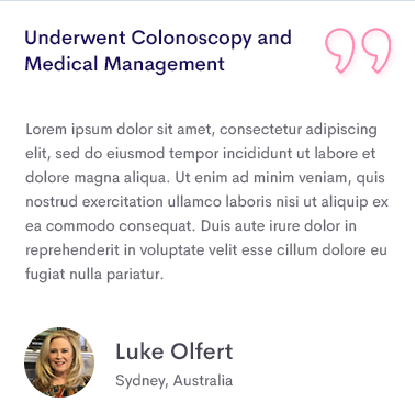 Underwent Colonoscopy and
Medical Management
Lorem ipsum dolor sit amet, consectetur adipiscing
elit, sed do eiusmod tempor incididunt ut labore et
dolore magna aliqua. Ut enim ad minim veniam, quis
nostrud exercitation ullamco laboris nisi ut aliquip ex
ea commodo consequat. Duis aute irure dolor in
reprehenderit in voluptate velit esse cillum dolore eu
fugiat nulla pariatur.
Luke Olfert
Sydney, Australia